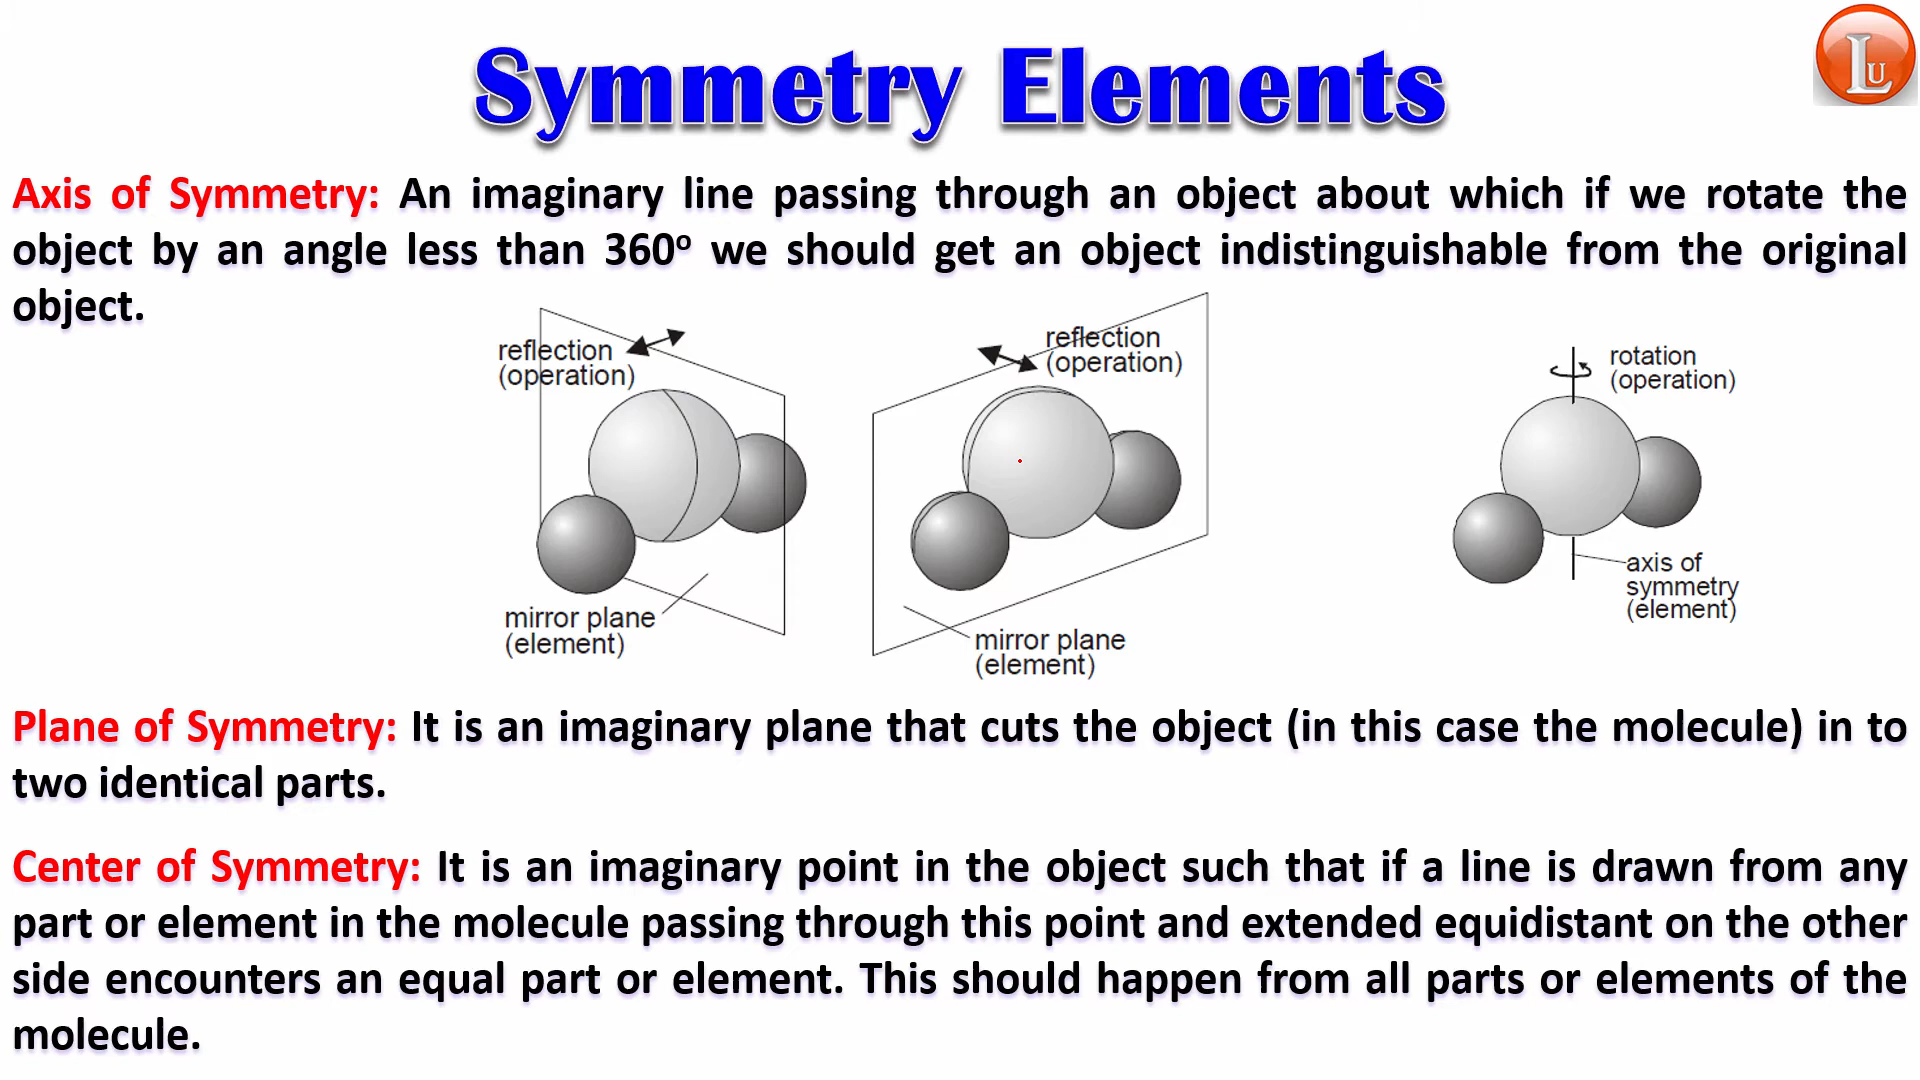 Symmetry Elements
LU
Axis of Symmetry: An imaginary line passing through an object about which if we rotate the
object by an angle less than 360º we should get an object indistinguishable from the original
object.
reflection
(operation)
mirror plane
(element)
reflection
(operation)
mirror plane
(element)
rotation
(operation)
axis of
symmetry
(element)
Plane of Symmetry: It is an imaginary plane that cuts the object (in this case the molecule) in to
two identical parts.
Center of Symmetry: It is an imaginary point in the object such that if a line is drawn from any
part or element in the molecule passing through this point and extended equidistant on the other
side encounters an equal part or element. This should happen from all parts or elements of the
molecule.